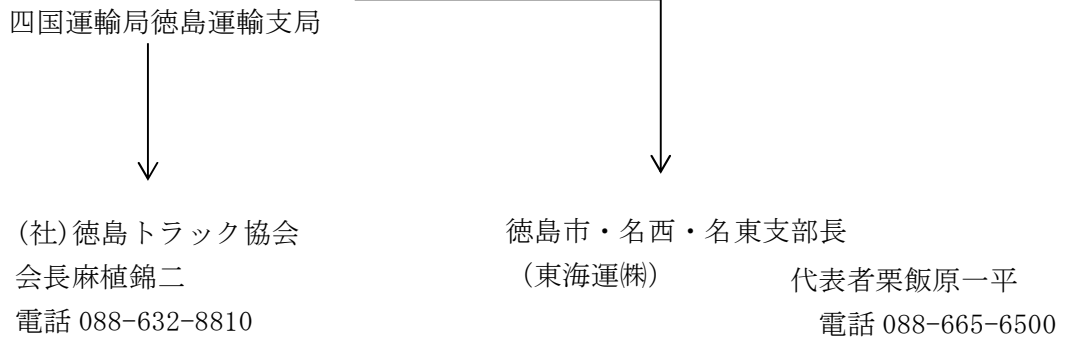 四国運輸局徳島運輸支局
(社)徳島トラック協会
会長麻植錦二
電話 088-632-8810
徳島市・名西・名東支部長
（東海運㈱） 代表者栗飯原一平
電話 088-665-6500